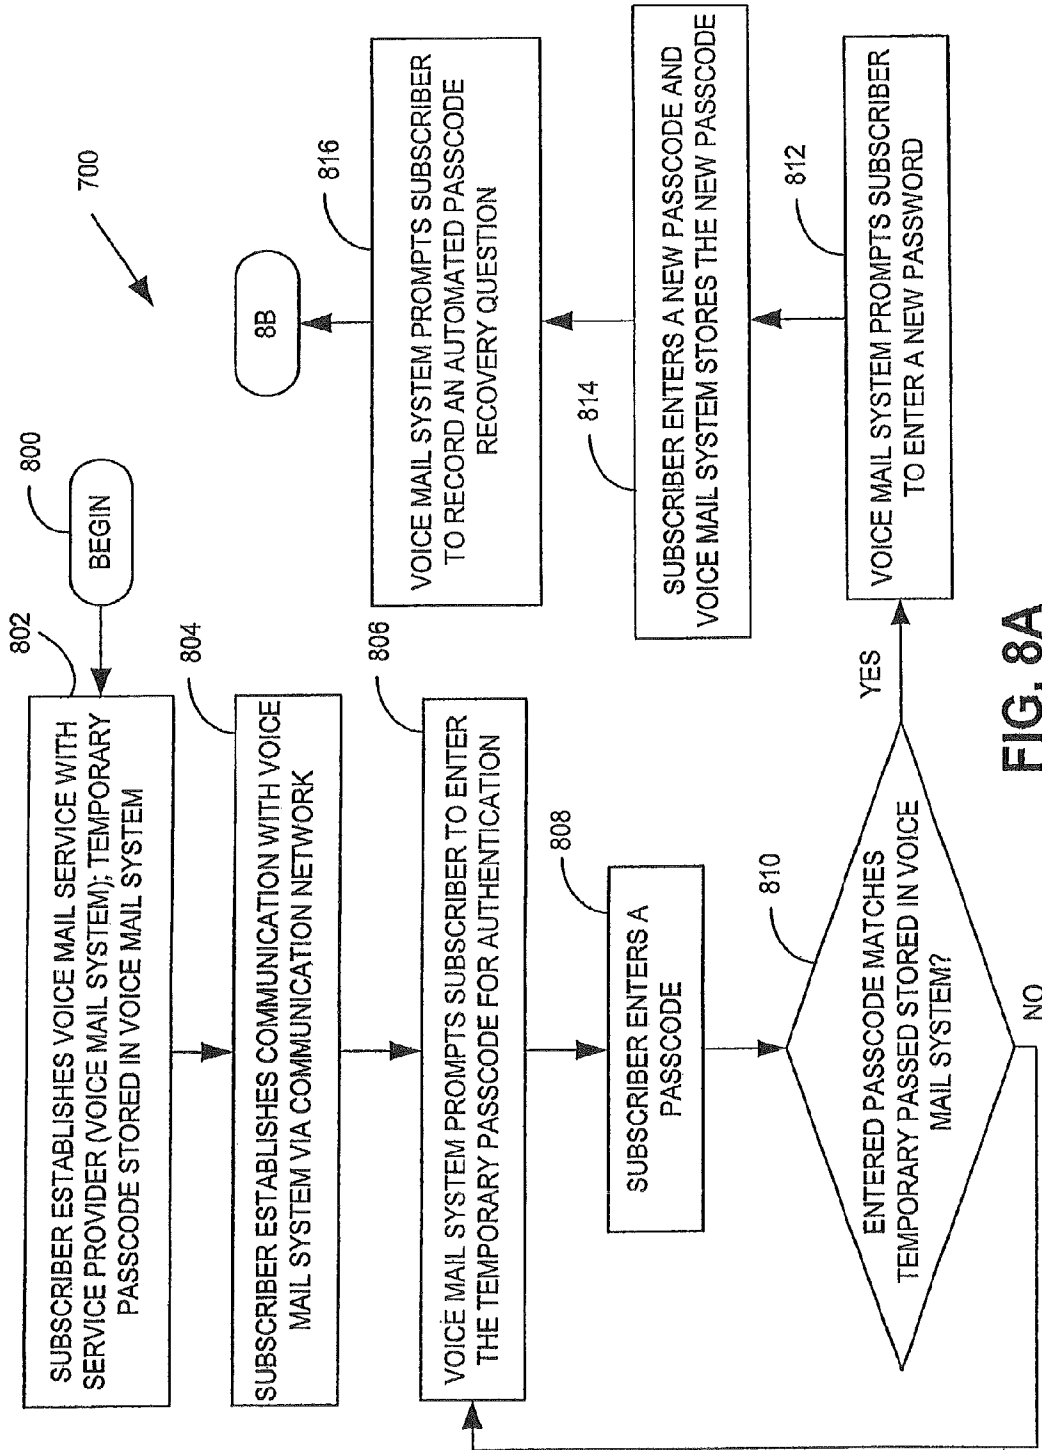 700
BEGIN
800
802
SUBSCRIBER ESTABLISHES VOICE MAIL SERVICE WITH
SERVICE PROVIDER (VOICE MAIL SYSTEM); TEMPORARY
PASSCODE STORED IN VOICE MAIL SYSTEM
804
SUBSCRIBER ESTABLISHES COMMUNICATION WITH VOICE
MAIL SYSTEM VIA COMMUNICATION NETWORK
806
VOICE MAIL SYSTEM PROMPTS SUBSCRIBER TO ENTER
THE TEMPORARY PASSCODE FOR AUTHENTICATION
808
SUBSCRIBER ENTERS A
PASSCODE
810
ENTERED PASSCODE MATCHES
TEMPORARY PASSED STORED IN VOICE
MAIL SYSTEM?
NO
YES
812
VOICE MAIL SYSTEM PROMPTS SUBSCRIBER
TO ENTER A NEW PASSWORD
814
SUBSCRIBER ENTERS A NEW PASSCODE AND
VOICE MAIL SYSTEM STORES THE NEW PASSCODE
816
VOICE MAIL SYSTEM PROMPTS SUBSCRIBER
TO RECORD AN AUTOMATED PASSCODE
RECOVERY QUESTION
8B
FIG. 8A